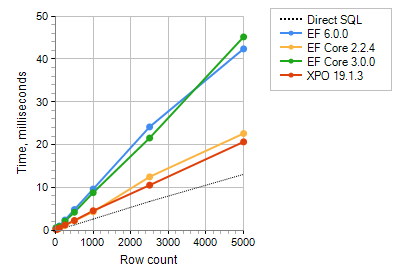 50
40
30
20
10
0
0
1000
2000
3000
4000
5000
Time, milliseconds
Row count
Direct SQL
EF 6.0.0
EF Core 2.2.4
EF Core 3.0.0
XPO 19.1.3